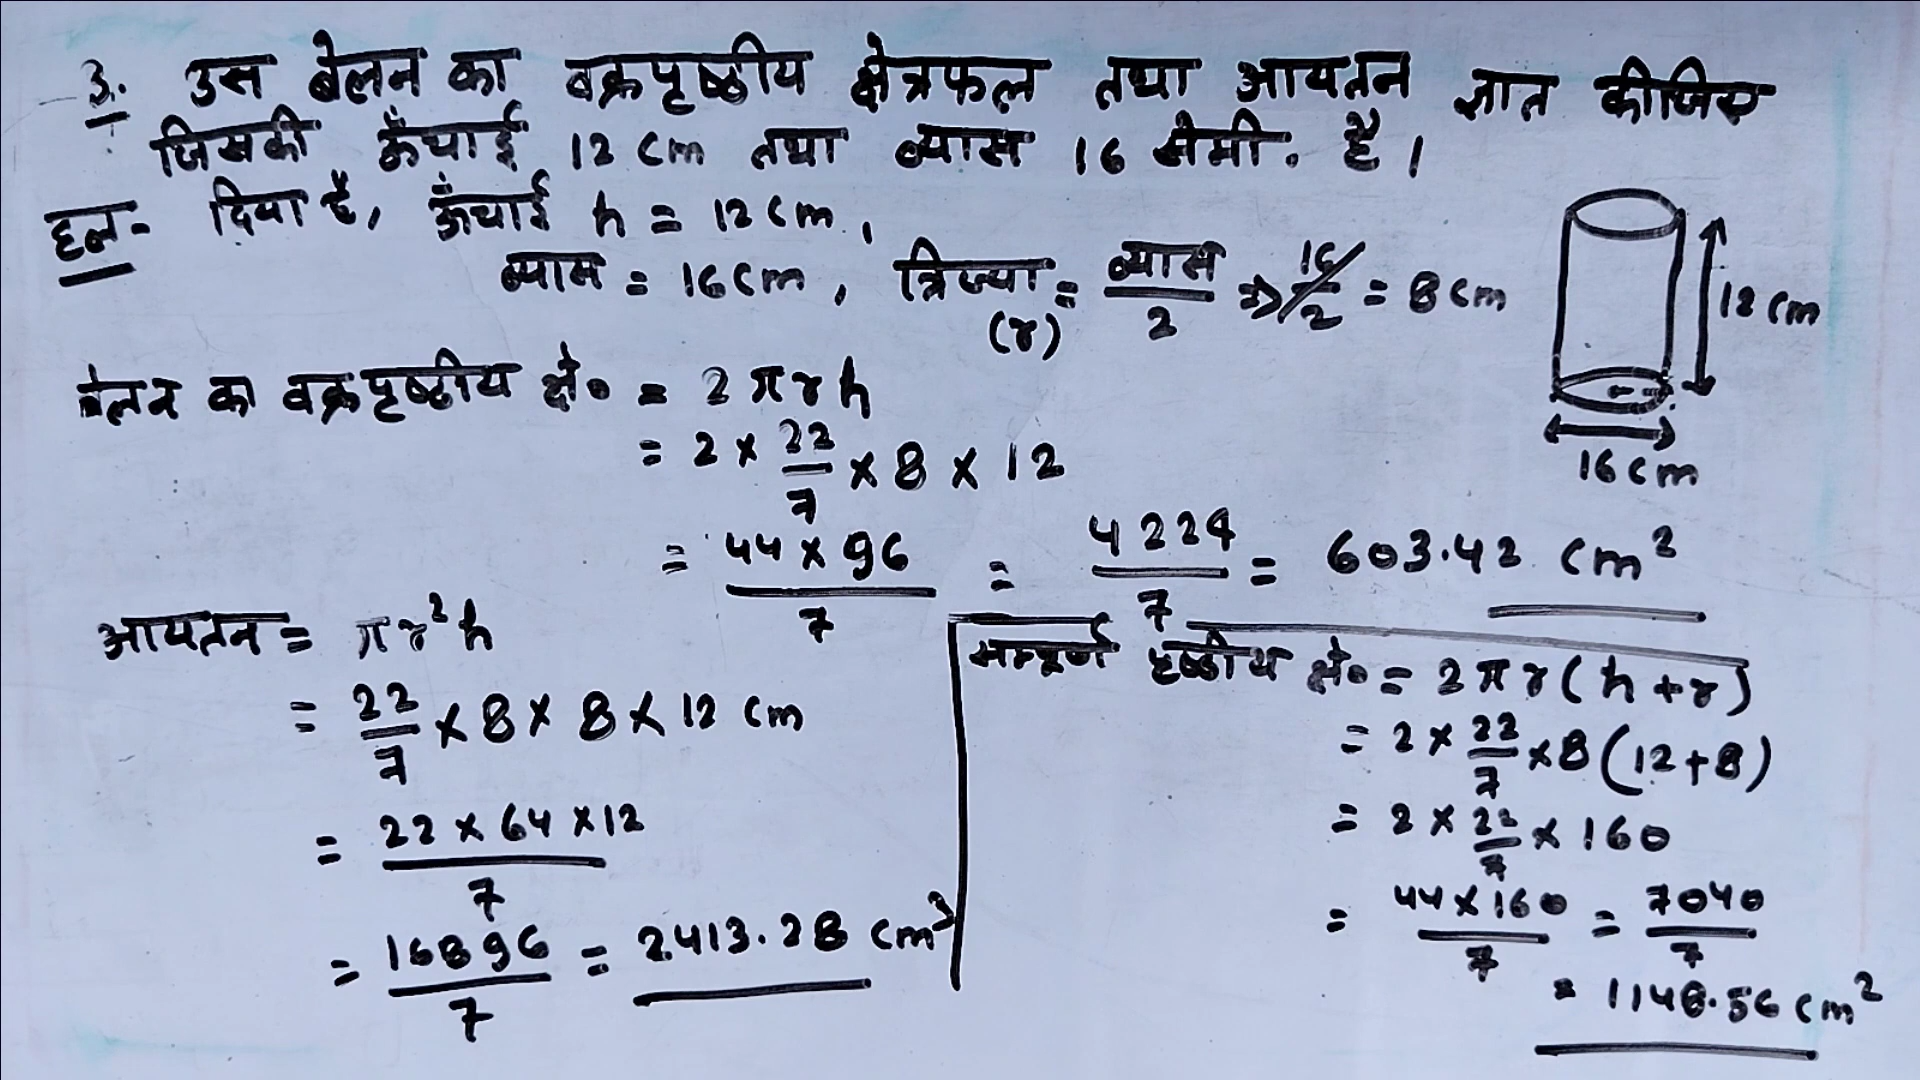 3. उस बेलन का वक्रपृष्ठीय क्षेत्रफल तथा आयतन ज्ञात कीजिए
जिसकी ऊँचाई 12 cm तथा व्यास 16 सेमी. है।
हल- दिया है, ऊँचाई h = 12 cm,
व्यास = 16 cm, त्रिज्या (r) = व्यास/2 ⇒ 16/2 = 8 cm
12 cm
16 cm
बेलन का वक्रपृष्ठीय क्षे० = 2πrh
= 2 × 22/7 × 8 × 12
= 44 × 96/7 = 4224/7 = 603.42 cm²
आयतन = πr²h
= 22/7 × 8 × 8 × 12 cm
= 22 × 64 × 12/7
= 16896/7 = 2413.28 cm³
सम्पूर्ण पृष्ठीय क्षे० = 2πr(h+r)
= 2 × 22/7 × 8(12+8)
= 2 × 22/7 × 160
= 44 × 160/7 = 7040/7
= 1148.56 cm²